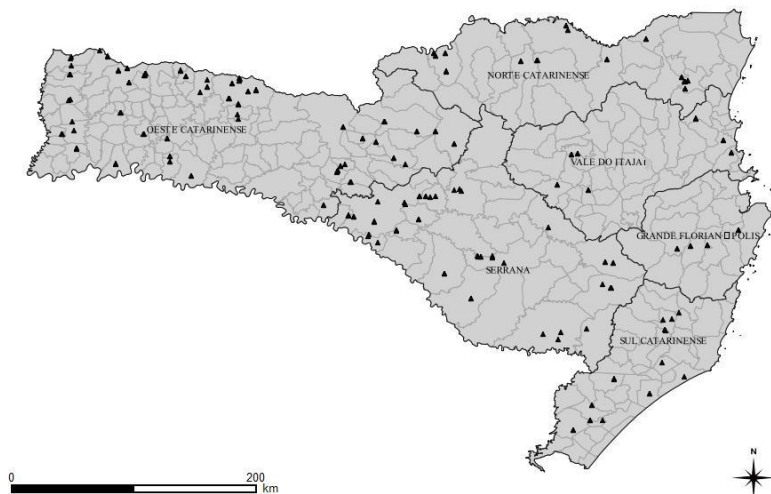 NORTE CATARINENSE
OESTE CATARINENSE
VALE DO ITAJAI
GRANDE FLORIAN□POLIS
SERRANA
SUL CATARINENSE
N
0 200
km